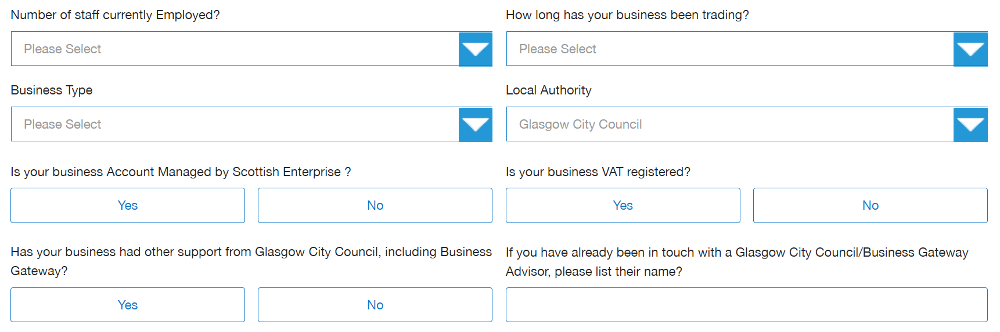 Number of staff currently Employed?
How long has your business been trading?
Please Select
Please Select
Business Type
Local Authority
Please Select
Glasgow City Council
Is your business Account Managed by Scottish Enterprise ?
Is your business VAT registered?
Yes
No
Yes
No
Has your business had other support from Glasgow City Council, including Business
Gateway?
If you have already been in touch with a Glasgow City Council/Business Gateway
Advisor, please list their name?
Yes
No